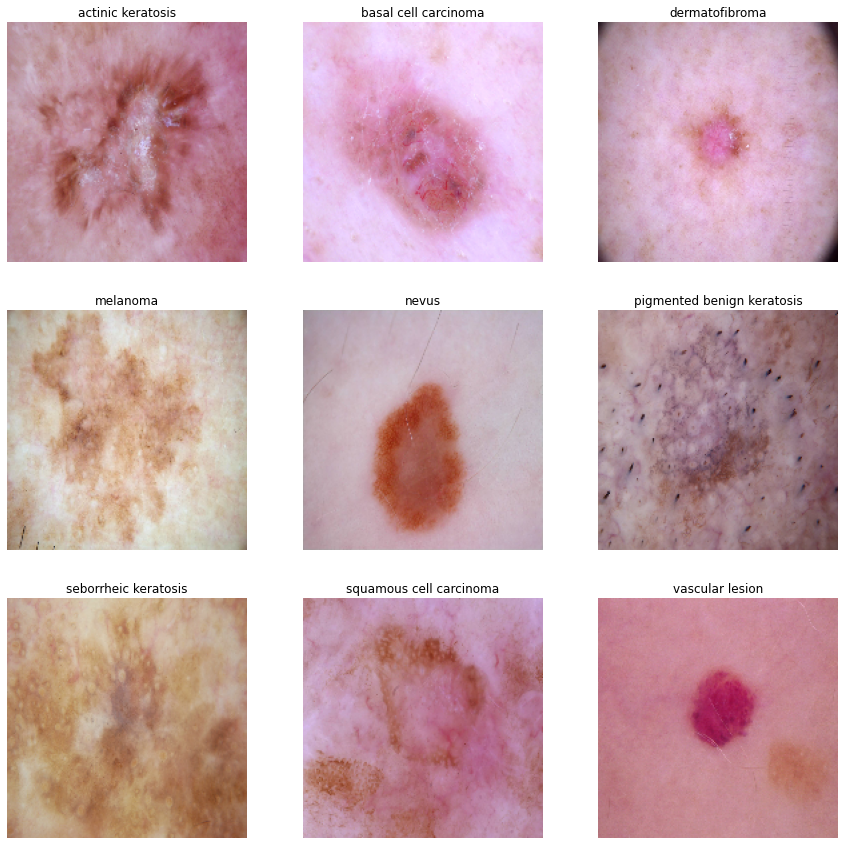 actinic keratosis
basal cell carcinoma
dermatofibroma
melanoma
nevus
pigmented benign keratosis
seborrheic keratosis
squamous cell carcinoma
vascular lesion